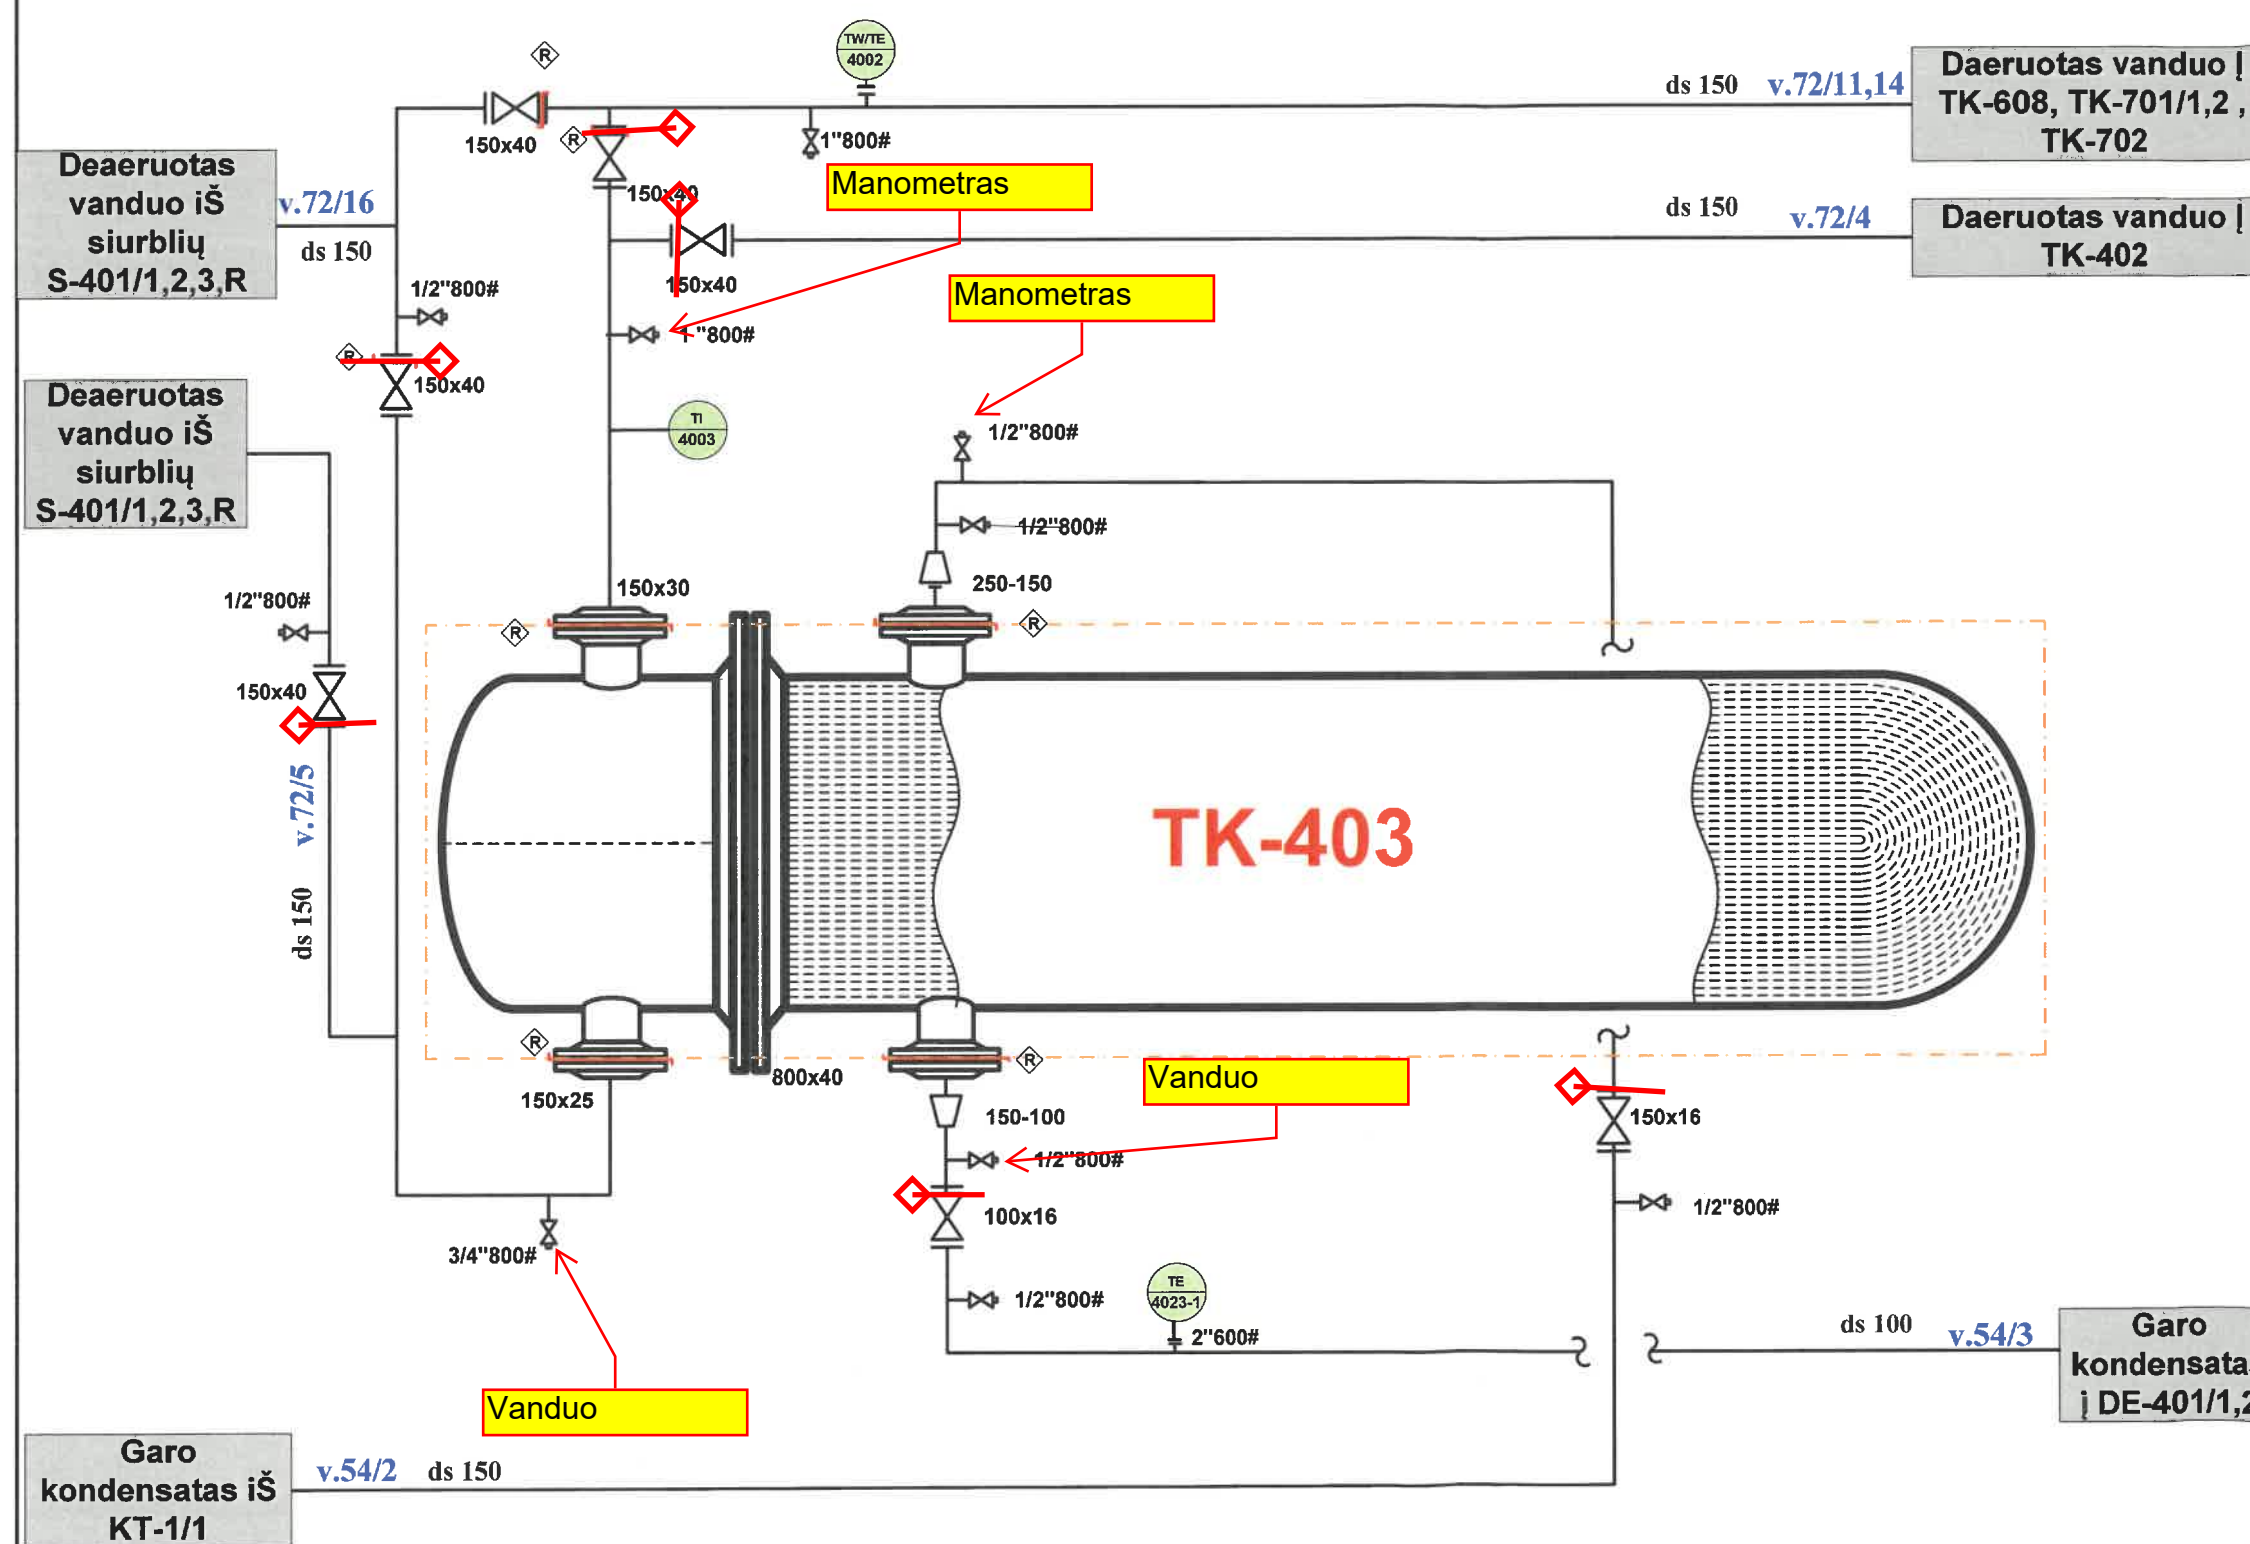 R
TW/TE
4002
ds 150
v.72/11,14
Daeruotas vanduo į
TK-608, TK-701/1,2 ,
TK-702
150x40
R
1"800#
Deaeruotas
vanduo iŠ
siurblių
S-401/1,2,3,R
v.72/16
ds 150
150x40
Manometras
ds 150
v.72/4
Daeruotas vanduo į
TK-402
150x40
1/2"800#
Manometras
1"800#
R
150x40
Deaeruotas
vanduo iŠ
siurblių
S-401/1,2,3,R
TI
4003
1/2"800#
1/2"800#
150x30
250-150
1/2"800#
R
R
150x40
v.72/5
ds 150
TK-403
R
R
150x25
800x40
Vanduo
150-100
150x16
1/2"800#
100x16
1/2"800#
3/4"800#
1/2"800#
TE
4023-1
2"600#
ds 100
v.54/3
Garo
kondensatas
į DE-401/1,2
Vanduo
Garo
kondensatas iŠ
KT-1/1
v.54/2
ds 150